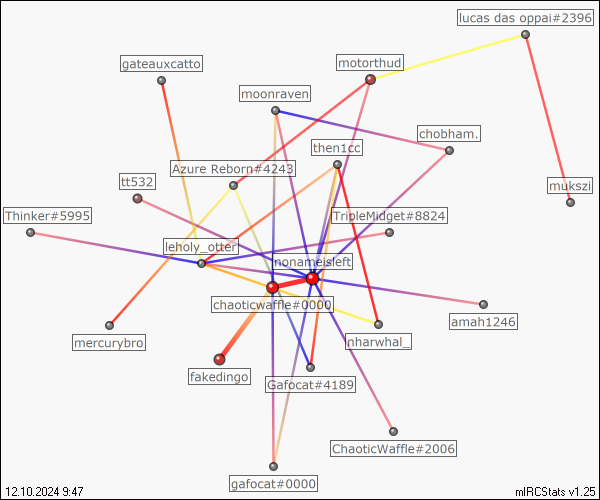 lucas das oppai#2396
gateauxcatto
motorthud
moonraven
chobham.
then1cc
Azure Reborn#4243
tt532
mukszi
Thinker#5995
TripleMidget#8824
leholy_otter
nonameisleft
chaoticwaffle#0000
amah1246
mercurybro
nharwhal_
fakedingo
Gafocat#4189
ChaoticWaffle#2006
gafocat#0000
12.10.2024 9:47
mIRCStats v1.25